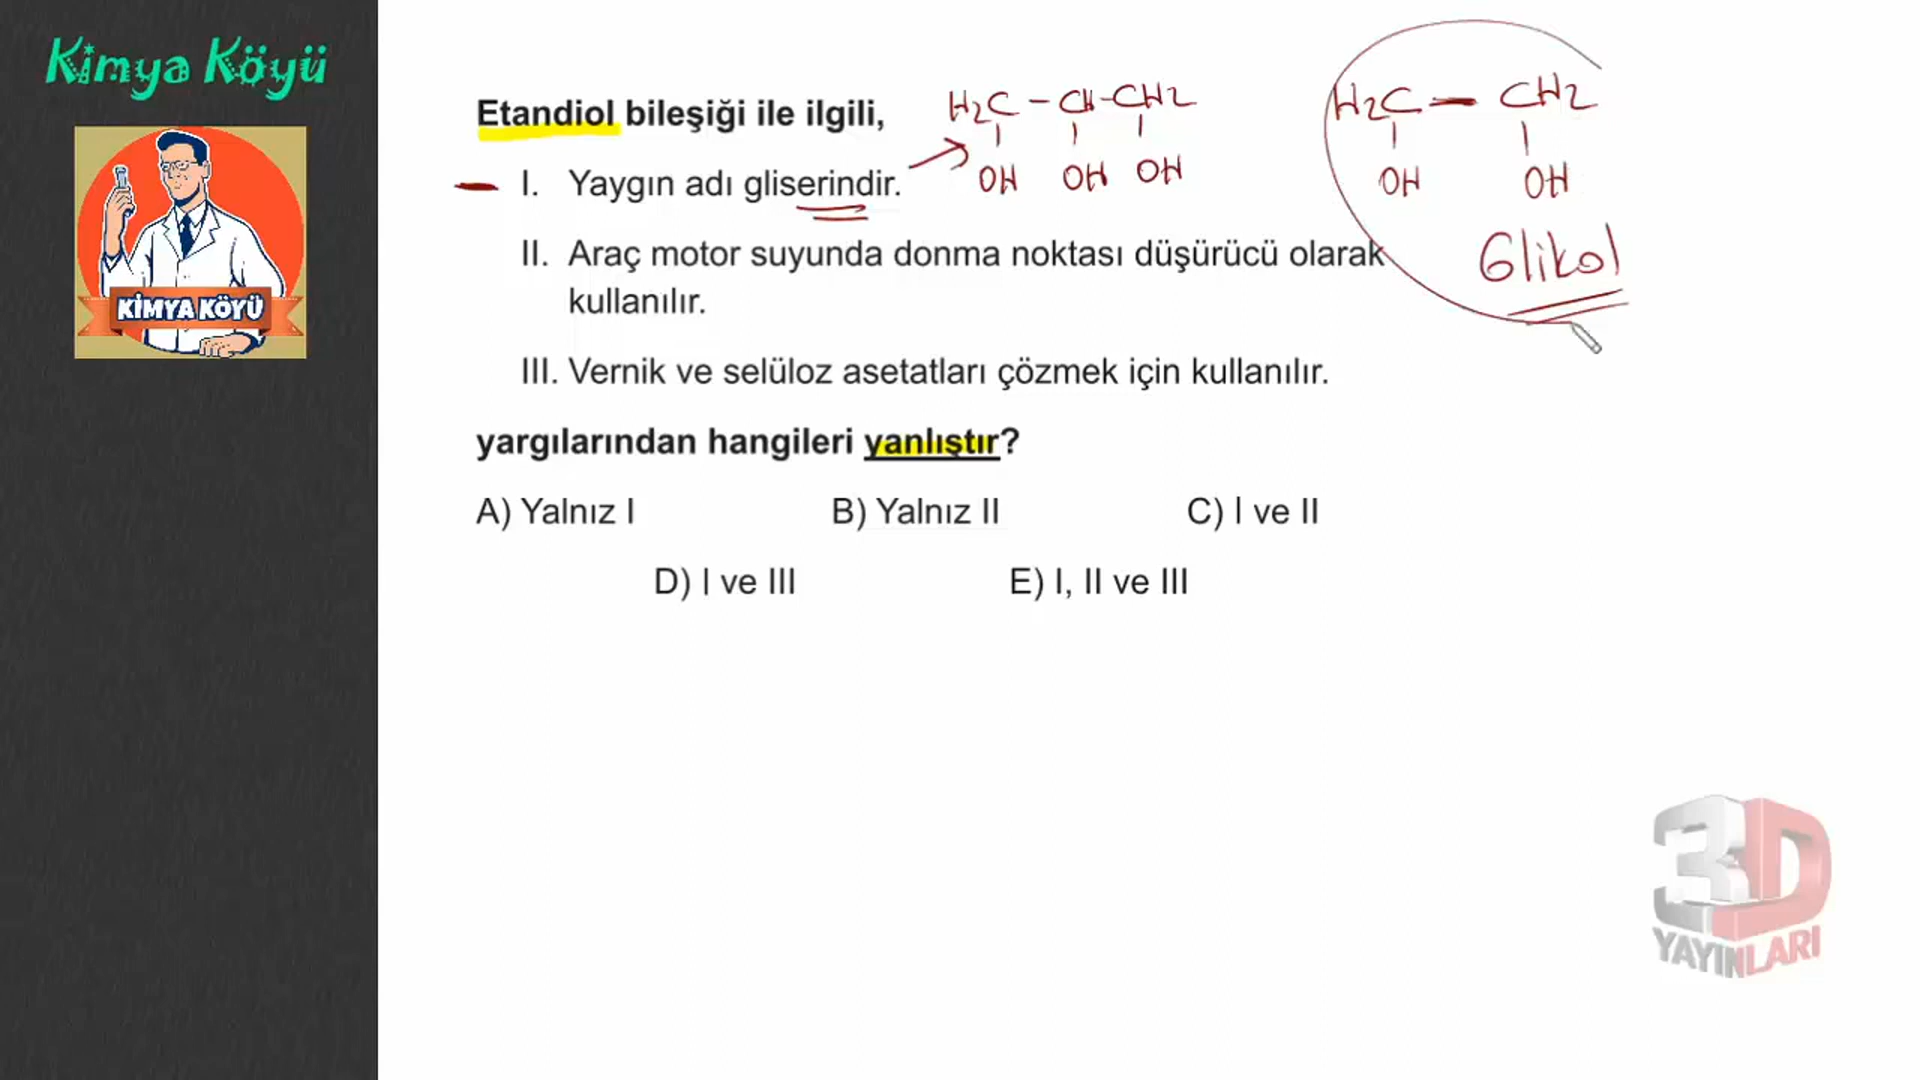 Kimya Köyü
KİMYA KÖYÜ
Etandiol bileşiği ile ilgili,
H2C - CH - CH2
OH OH OH
H2C - CH2
OH OH
Glikol
I. Yaygın adı gliserindir.
II. Araç motor suyunda donma noktası düşürücü olarak
kullanılır.
III. Vernik ve selüloz asetatları çözmek için kullanılır.
yargılarından hangileri yanlıştır?
A) Yalnız I B) Yalnız II C) I ve II
D) I ve III E) I, II ve III
3D
YAYINLARI